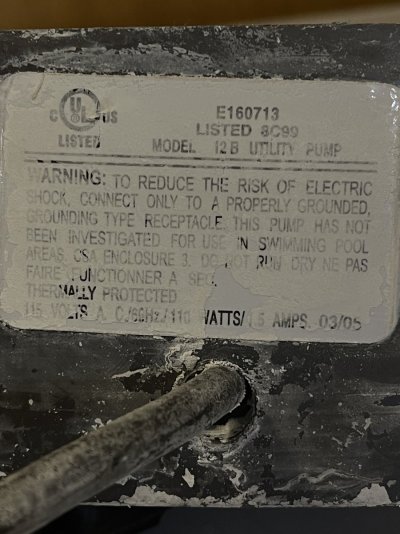 C UL US
LISTED
E160713
LISTED 8C99
MODEL 12B UTILITY PUMP
WARNING: TO REDUCE THE RISK OF ELECTRIC
SHOCK, CONNECT ONLY TO A PROPERLY GROUNDED,
GROUNDING TYPE RECEPTACLE. THIS PUMP HAS NOT
BEEN INVESTIGATED FOR USE IN SWIMMING POOL
AREAS. CSA ENCLOSURE 3. DO NOT RUN DRY NE PAS
FAIRE FUNCTIONNER A SEC
THERMALLY PROTECTED
115 VOLTS A.C./60Hz./110 WATTS/ AMPS. 03/05